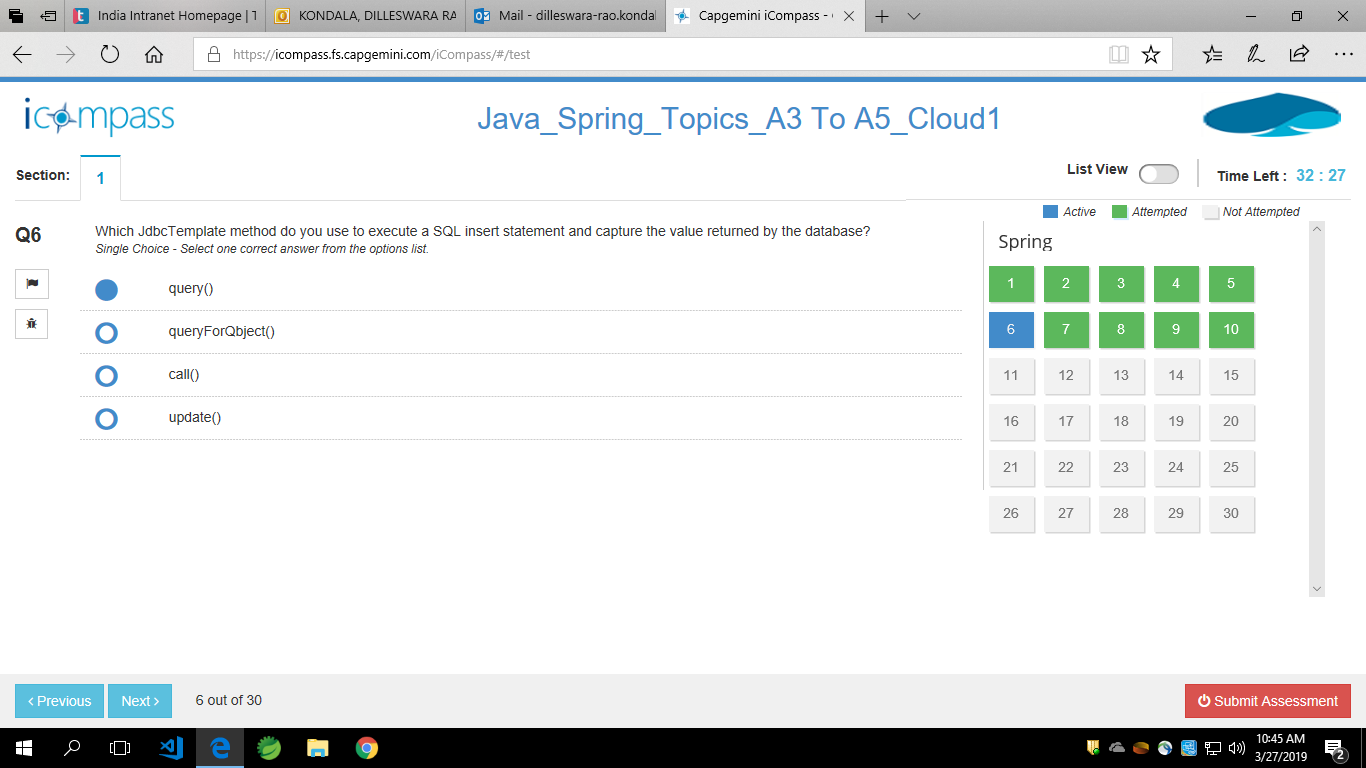 India Intranet Homepage | T
KONDALA, DILLESWARA RA
Mail - dilleswara-rao.kondal
Capgemini iCompass -
https://icompass.fs.capgemini.com/iCompass/#/test
icompass
Java_Spring_Topics_A3 To A5_Cloud1
Section:
1
List View
Time Left : 32 : 27
Active Attempted Not Attempted
Q6
Which JdbcTemplate method do you use to execute a SQL insert statement and capture the value returned by the database?
Single Choice - Select one correct answer from the options list.
query()
queryForQbject()
call()
update()
Spring
1 2 3 4 5
6 7 8 9 10
11 12 13 14 15
16 17 18 19 20
21 22 23 24 25
26 27 28 29 30
Previous
Next
6 out of 30
Submit Assessment
10:45 AM
3/27/2019
2